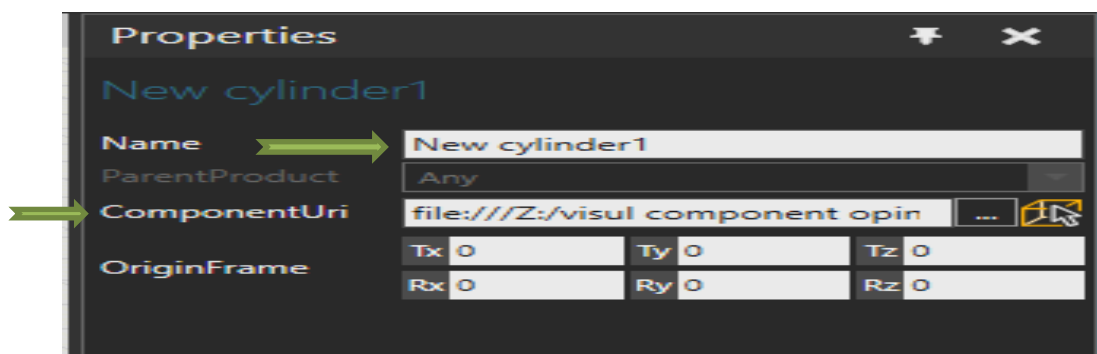 Properties
New cylinder1
Name New cylinder1
ParentProduct Any
ComponentUri file:///Z:/visul component opin ...
OriginFrame
Tx 0 Ty 0 Tz 0
Rx 0 Ry 0 Rz 0